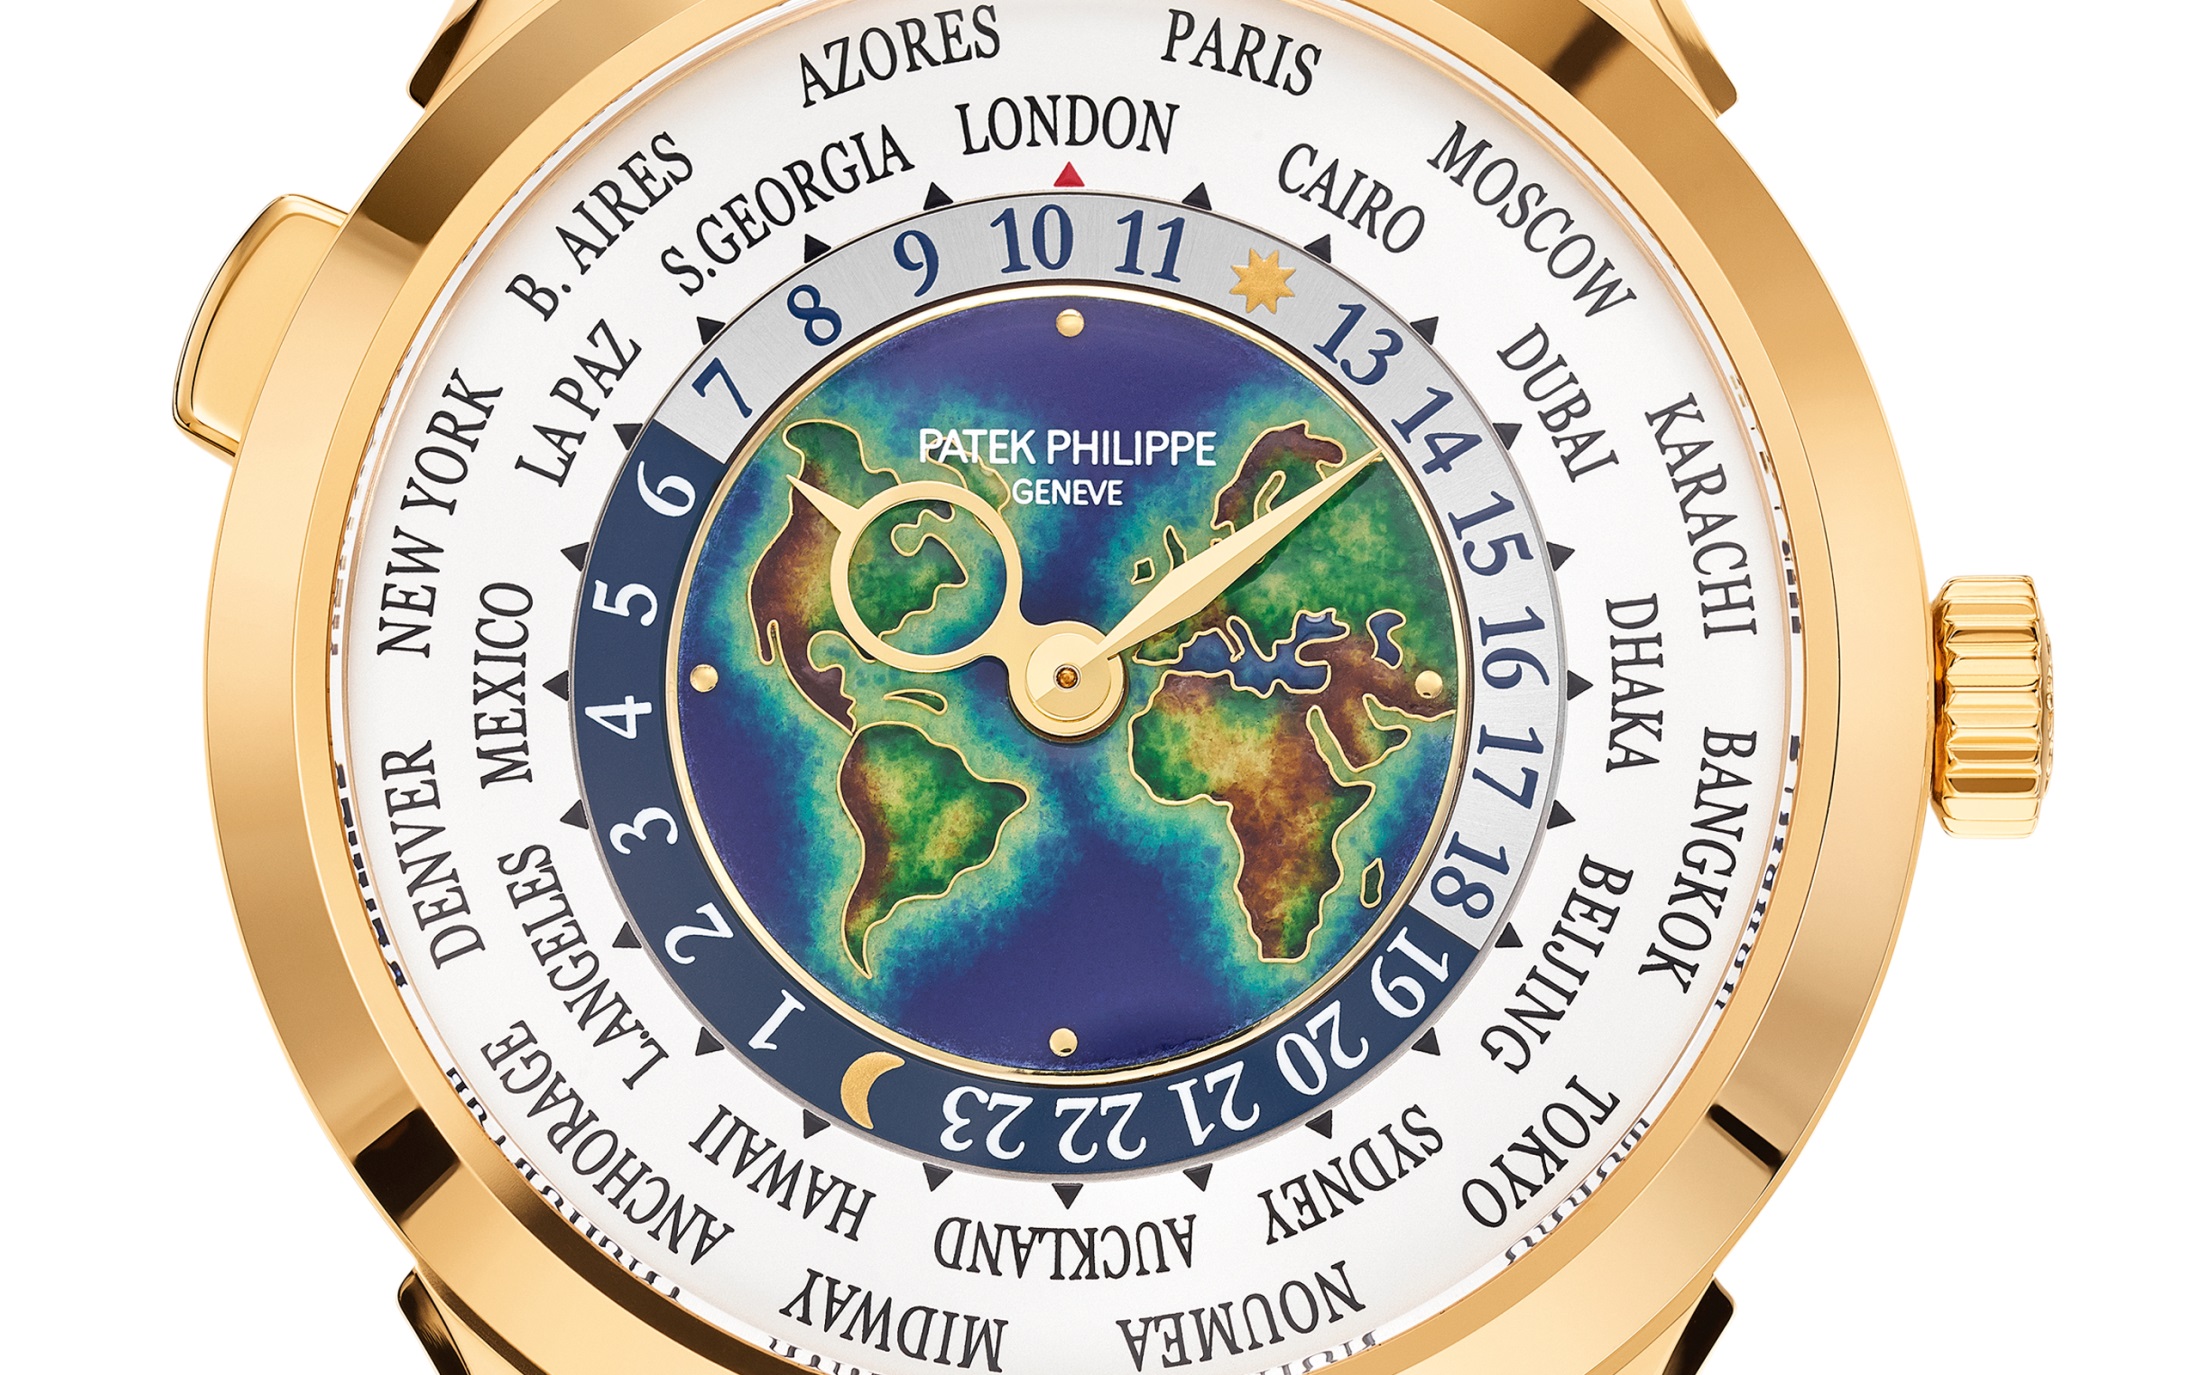 AZORES
PARIS
LONDON
CAIRO
MOSCOW
DUBAI
KARACHI
DHAKA
BANGKOK
BEIJING
TOKYO
SYDNEY
NOUMEA
AUCKLAND
MIDWAY
HAWAII
ANCHORAGE
L.ANGELES
DENVER
MEXICO
NEW YORK
LA PAZ
B. AIRES
S.GEORGIA
10
11
13
14
15
16
17
18
19
20
21
22
23
1
2
3
4
5
6
7
8
9
PATEK PHILIPPE
GENEVE